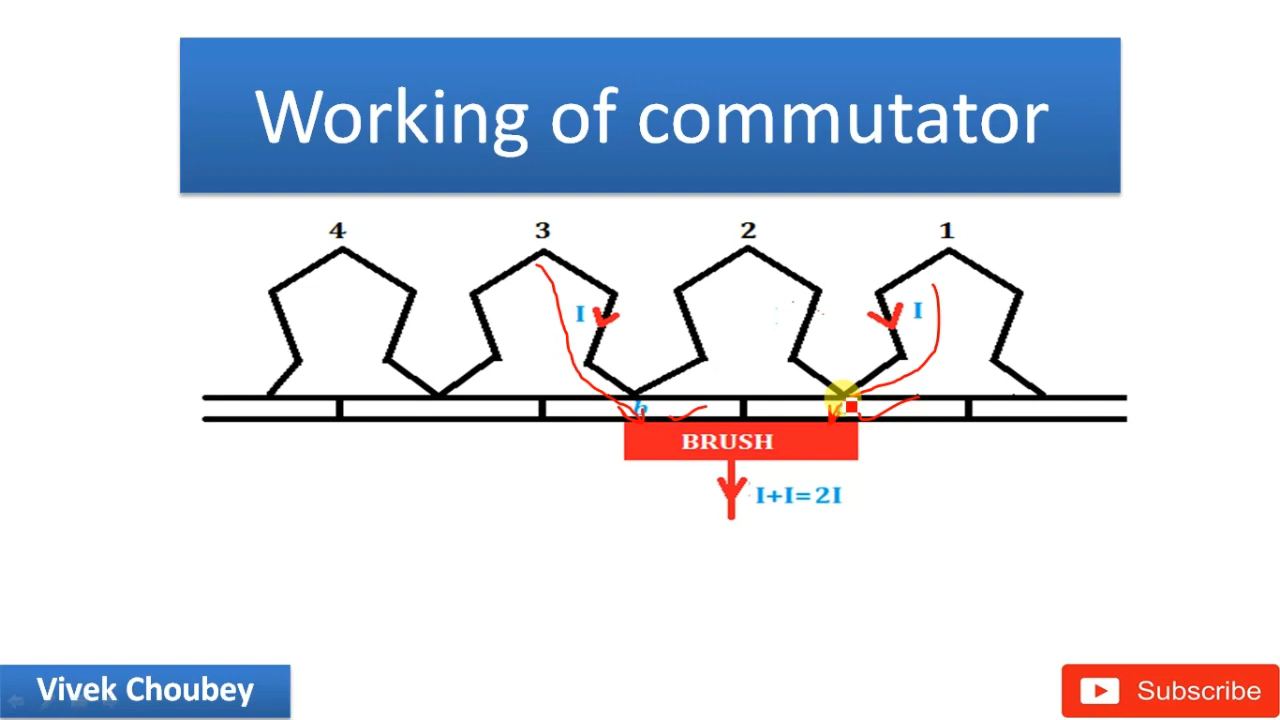 Working of commutator
4 3 2 1
I I
b
BRUSH
I+I=2I
Vivek Choubey
Subscribe